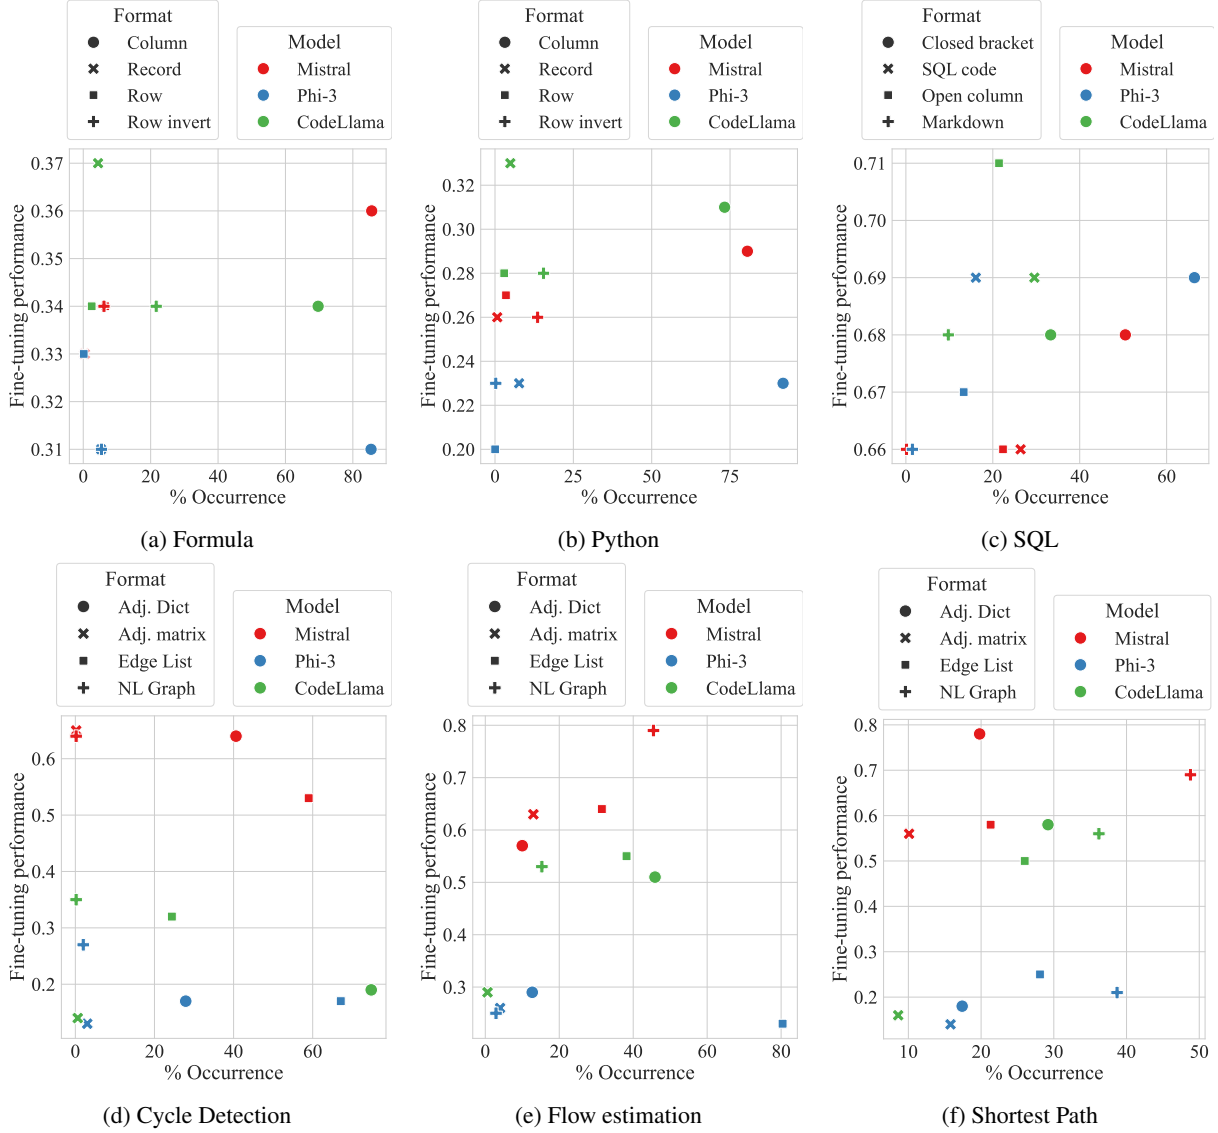 Format
Column
Record
Row
Row invert
Model
Mistral
Phi-3
CodeLlama
Fine-tuning performance
0.37
0.36
0.35
0.34
0.33
0.32
0.31
0 20 40 60 80
% Occurrence
(a) Formula
Format
Column
Record
Row
Row invert
Model
Mistral
Phi-3
CodeLlama
Fine-tuning performance
0.32
0.30
0.28
0.26
0.24
0.22
0.20
0 25 50 75
% Occurrence
(b) Python
Format
Closed bracket
SQL code
Open column
Markdown
Model
Mistral
Phi-3
CodeLlama
Fine-tuning performance
0.71
0.70
0.69
0.68
0.67
0.66
0 20 40 60
% Occurrence
(c) SQL
Format
Adj. Dict
Adj. matrix
Edge List
NL Graph
Model
Mistral
Phi-3
CodeLlama
Fine-tuning performance
0.6
0.5
0.4
0.3
0.2
0 20 40 60
% Occurrence
(d) Cycle Detection
Format
Adj. Dict
Adj. matrix
Edge List
NL Graph
Model
Mistral
Phi-3
CodeLlama
Fine-tuning performance
0.8
0.7
0.6
0.5
0.4
0.3
0 20 40 60 80
% Occurrence
(e) Flow estimation
Format
Adj. Dict
Adj. matrix
Edge List
NL Graph
Model
Mistral
Phi-3
CodeLlama
Fine-tuning performance
0.8
0.7
0.6
0.5
0.4
0.3
0.2
10 20 30 40 50
% Occurrence
(f) Shortest Path